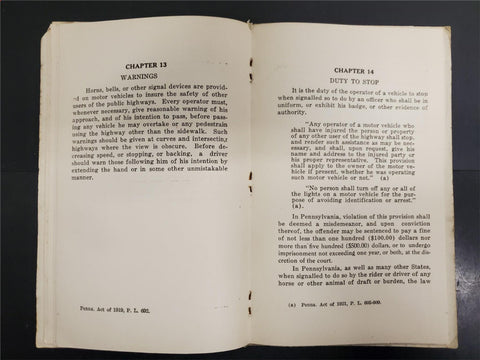 CHAPTER 13
WARNINGS
Horns, bells, or other signal devices are provid-
ed on motor vehicles to insure the safety of other
users of the public highways. Every operator must,
whenever necessary, give reasonable warning of his
approach, and of his intention to pass, before pass-
ing any vehicle he may overtake or any pedestrain
using the highway other than the sidewalk. Such
warnings should be given at curves and intersecting
highways where the view is obscure. Before de-
creasing speed, or stopping, or backing, a driver
should warn those following him of his intention by
extending the hand or in some other unmistakable
manner.
Penna. Act of 1919, P. L. 692.
CHAPTER 14
DUTY TO STOP
It is the duty of the operator of a vehicle to stop
when signalled so to do by an officer who shall be in
uniform, or exhibit his badge, or other evidence of
authority.
"Any operator of a motor vehicle who
shall have injured the person or property
of any other user of the highway shall stop,
and render such assistance as may be nec-
essary, and shall, upon request, give his
name and address to the injured party or
his proper representative. This provision
shall apply to the owner of the motor ve-
hicle if present, whether he was operating
such motor vehicle or not." (a)
"No person shall turn off any or all of
the lights on a motor vehicle for the pur-
pose of avoiding identification or arrest."
(a).
In Pennsylvania, violation of this provision shall
be deemed a misdemeanor, and upon conviction
thereof, the offender may be sentenced to pay a fine
of not less than one hundred ($100.00) dollars nor
more than five hundred ($500.00) dollars, or to under
imprisonment not exceeding one year, or both, at the
discretion of the court.
In Pennsylvania, as well as many other States,
when signalled to do so by the rider or driver of any
horse or other animal of draft or burden, the law
(a) Penna. Act of 1921, P. L. 605-600.